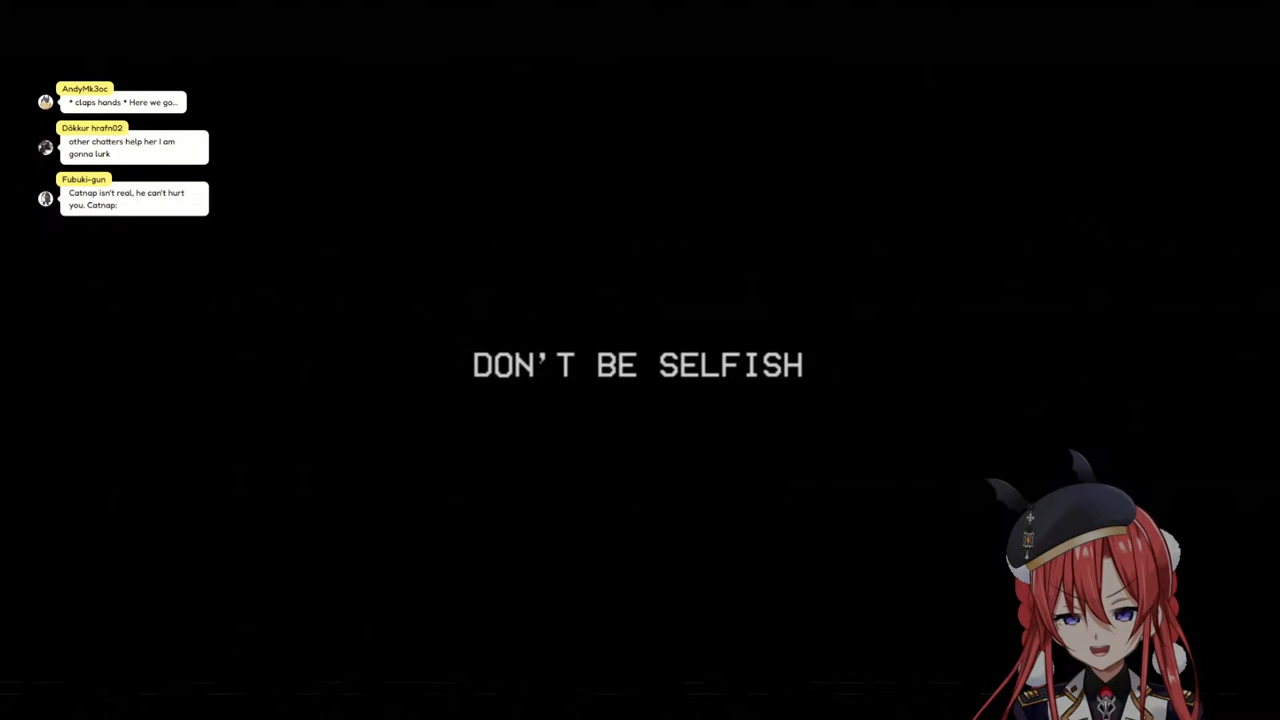 AndyMk3oc
* claps hands * Here we go...
Dökkur hrafn02
other chatters help her I am
gonna lurk
Fubuki-gun
Catnap isn't real, he can't hurt
you. Catnap:
DON'T BE SELFISH